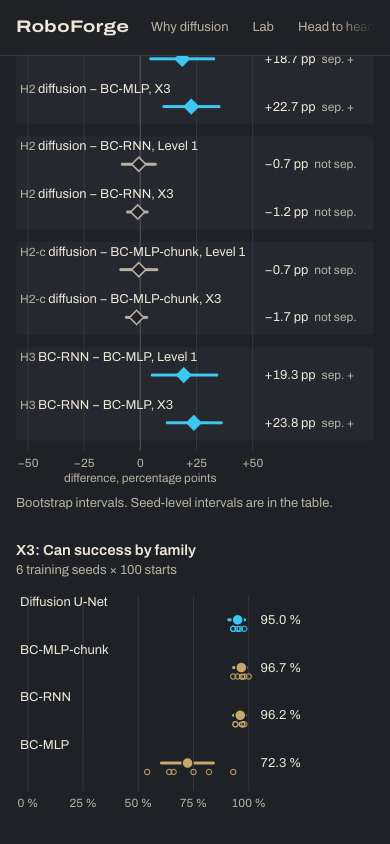 RoboForge Why diffusion Lab Head to hea
+18.7 pp sep. +
H2 diffusion – BC-MLP, X3
+22.7 pp sep. +
H2 diffusion – BC-RNN, Level 1
−0.7 pp not sep.
H2 diffusion – BC-RNN, X3
−1.2 pp not sep.
H2-c diffusion – BC-MLP-chunk, Level 1
−0.7 pp not sep.
H2-c diffusion – BC-MLP-chunk, X3
−1.7 pp not sep.
H3 BC-RNN – BC-MLP, Level 1
+19.3 pp sep. +
H3 BC-RNN – BC-MLP, X3
+23.8 pp sep. +
−50 −25 0 +25 +50
difference, percentage points
Bootstrap intervals. Seed-level intervals are in the table.
X3: Can success by family
6 training seeds × 100 starts
Diffusion U-Net
95.0 %
BC-MLP-chunk
96.7 %
BC-RNN
96.2 %
BC-MLP
72.3 %
0 % 25 % 50 % 75 % 100 %